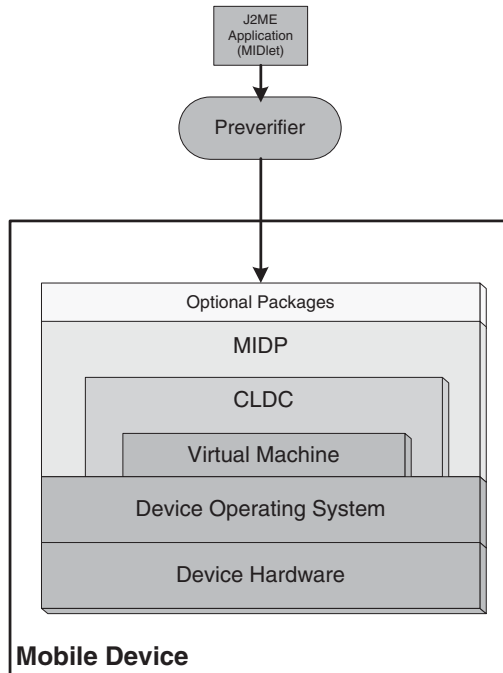 J2ME
Application
(MIDlet)
Preverifier
Optional Packages
MIDP
CLDC
Virtual Machine
Device Operating System
Device Hardware
Mobile Device